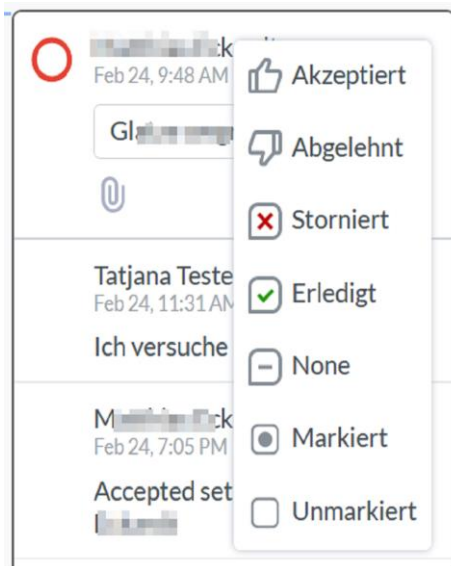 Feb 24, 9:48 AM
Akzeptiert
Abgelehnt
Storniert
Tatjana Teste
Feb 24, 11:31 AM
Erledigt
Ich versuche
None
Feb 24, 7:05 PM
Markiert
Accepted set
Unmarkiert